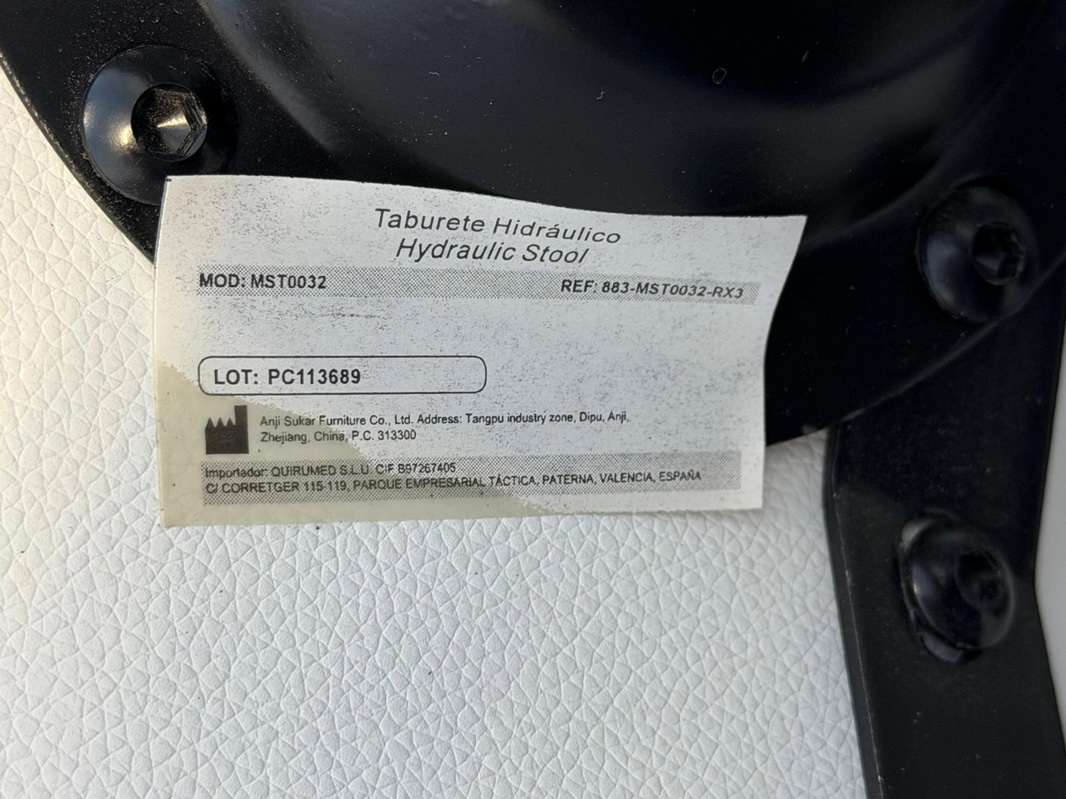 Taburete Hidráulico
Hydraulic Stool
MOD: MST0032 REF: 883-MST0032-RX3
LOT: PC113689
Anji Sukar Furniture Co., Ltd. Address: Tangpu industry zone, Dipu, Anji,
Zhejiang, China, P.C. 313300
Importador: QUIRUMED S.L.U. CIF B97267405
C/ CORRETGER 115-119, PARQUE EMPRESARIAL TÁCTICA, PATERNA, VALENCIA, ESPAÑA